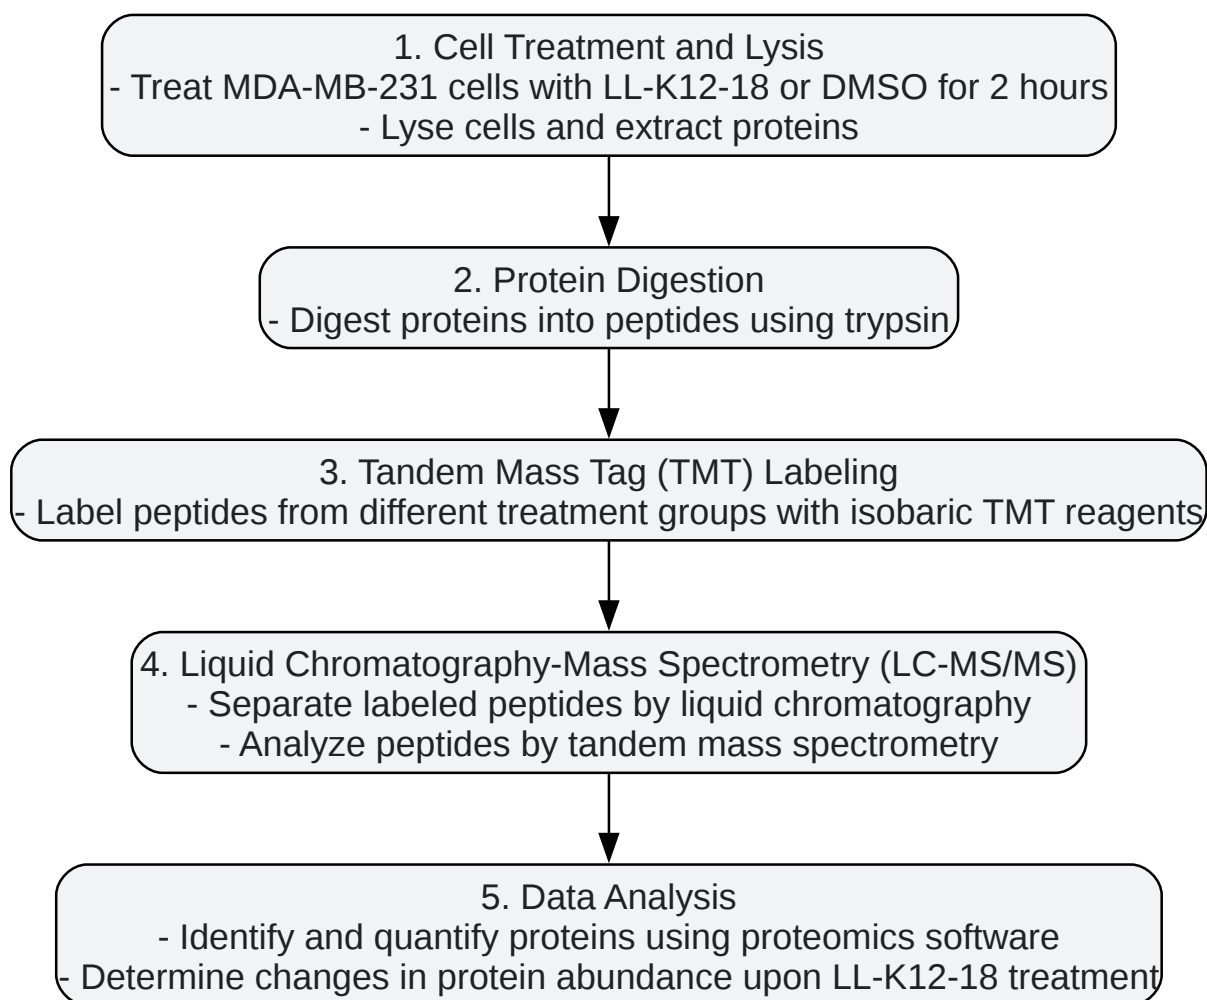 1. Cell Treatment and Lysis
- Treat MDA-MB-231 cells with LL-K12-18 or DMSO for 2 hours
- Lyse cells and extract proteins
2. Protein Digestion
- Digest proteins into peptides using trypsin
3. Tandem Mass Tag (TMT) Labeling
- Label peptides from different treatment groups with isobaric TMT reagents
4. Liquid Chromatography-Mass Spectrometry (LC-MS/MS)
- Separate labeled peptides by liquid chromatography
- Analyze peptides by tandem mass spectrometry
5. Data Analysis
- Identify and quantify proteins using proteomics software
- Determine changes in protein abundance upon LL-K12-18 treatment